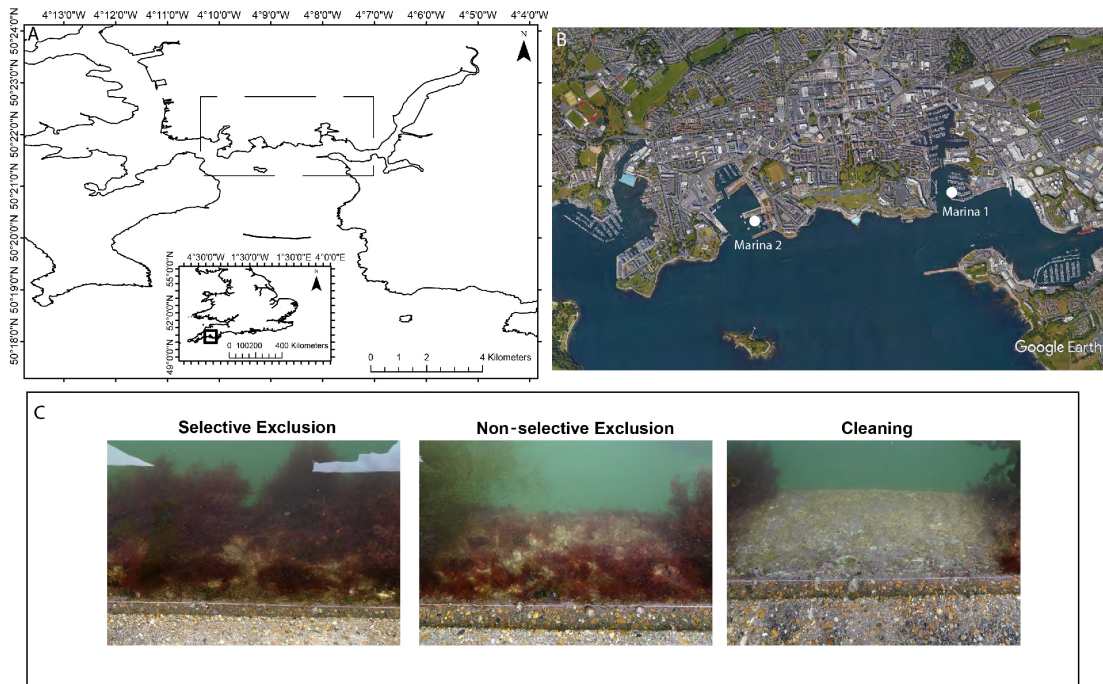 4°13'0"W 4°12'0"W 4°11'0"W 4°10'0"W 4°9'0"W 4°8'0"W 4°7'0"W 4°6'0"W 4°5'0"W 4°4'0"W
A
N
50°24'0"N
50°23'0"N
50°22'0"N
50°21'0"N
50°20'0"N
50°19'0"N
50°18'0"N
4°30'0"W 1°30'0"W 1°30'0"E 4°0'0"E
N
55°0'0"N
52°0'0"N
49°0'0"N
0 100200 400 Kilometers
0 1 2 4 Kilometers
B
Marina 1
Marina 2
Google Earth
C
Selective Exclusion
Non-selective Exclusion
Cleaning